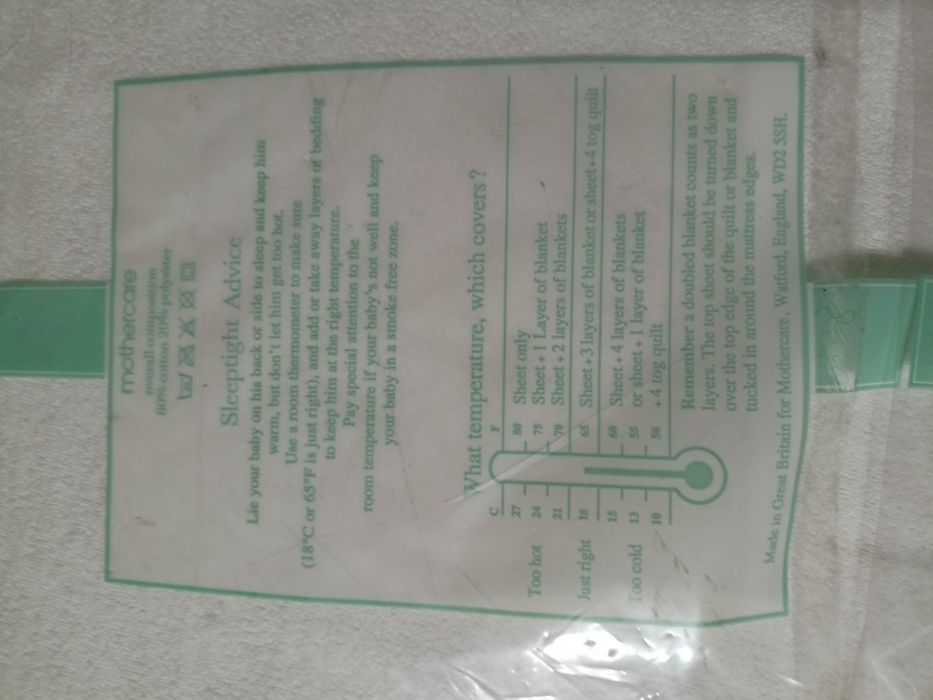 mothercare
overall composition
80% cotton 20% polyester
Sleeptight Advice
Lie your baby on his back or side to sleep and keep him
warm, but don't let him get too hot.
Use a room thermometer to make sure
(18°C or 65°F is just right), and add or take away layers of bedding
to keep him at the right temperature.
Pay special attention to the
room temperature if your baby's not well and keep
your baby in a smoke free zone.
What temperature, which covers?
C F
27 80 Sheet only
Too hot 24 75 Sheet+1 Layer of blanket
21 70 Sheet+2 layers of blankets
Just right 18 65 Sheet+3 layers of blanket or sheet+4 tog quilt
15 60 Sheet+4 layers of blankets
Too cold 13 55 or sheet+1 layer of blanket
10 50 +4 tog quilt
Remember a doubled blanket counts as two
layers. The top sheet should be turned down
over the top edge of the quilt or blanket and
tucked in around the mattress edges.
Made in Great Britain for Mothercare, Watford, England, WD2 5SH.